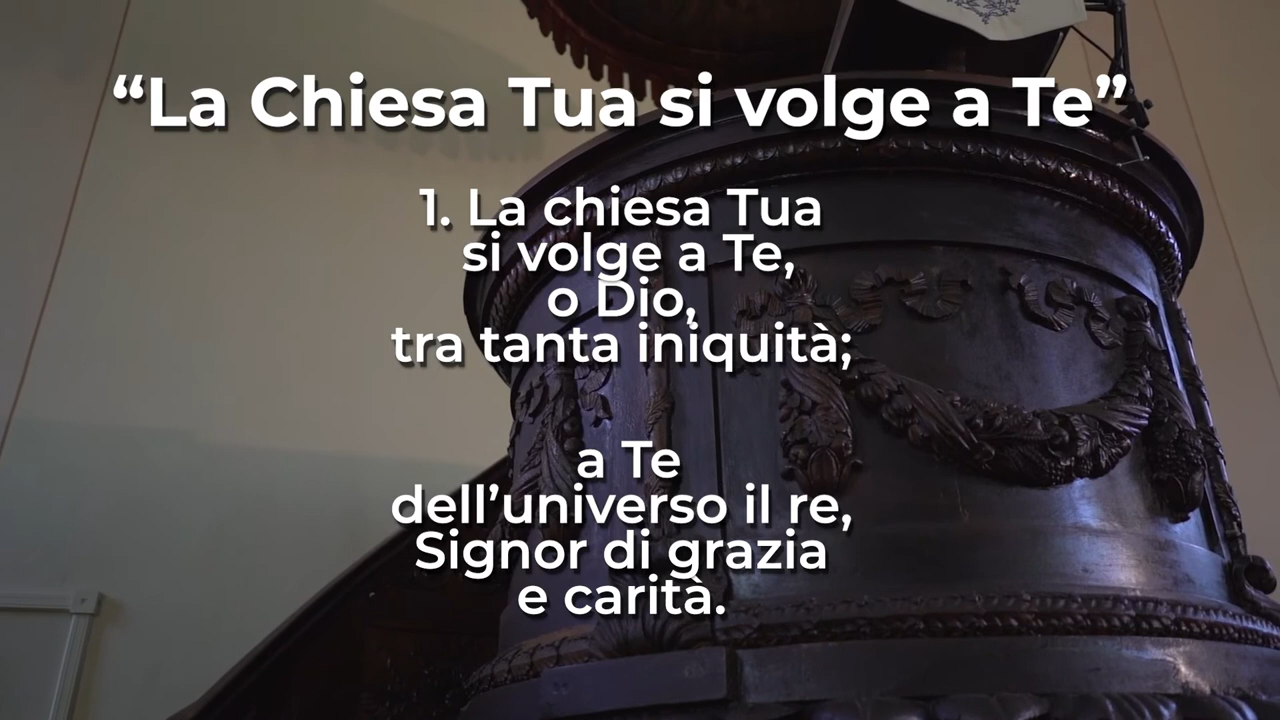 “La Chiesa Tua si volge a Te”
1. La chiesa Tua
si volge a Te,
o Dio,
tra tanta iniquità;
a Te
dell’universo il re,
Signor di grazia
e carità.